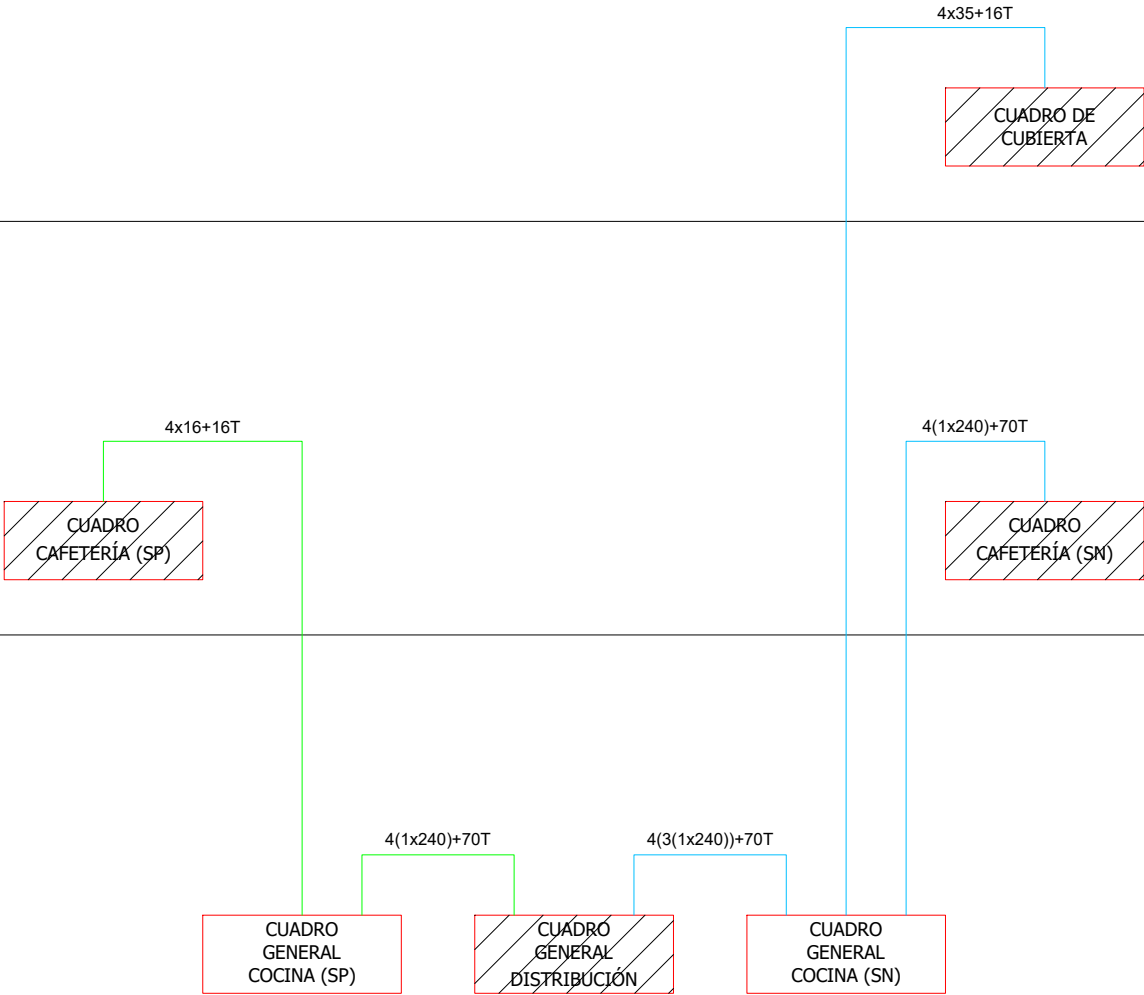 4x35+16T
CUADRO DE
CUBIERTA
4x16+16T
4(1x240)+70T
CUADRO
CAFETERÍA (SP)
CUADRO
CAFETERÍA (SN)
4(1x240)+70T
4(3(1x240))+70T
CUADRO
GENERAL
COCINA (SP)
CUADRO
GENERAL
DISTRIBUCIÓN
CUADRO
GENERAL
COCINA (SN)